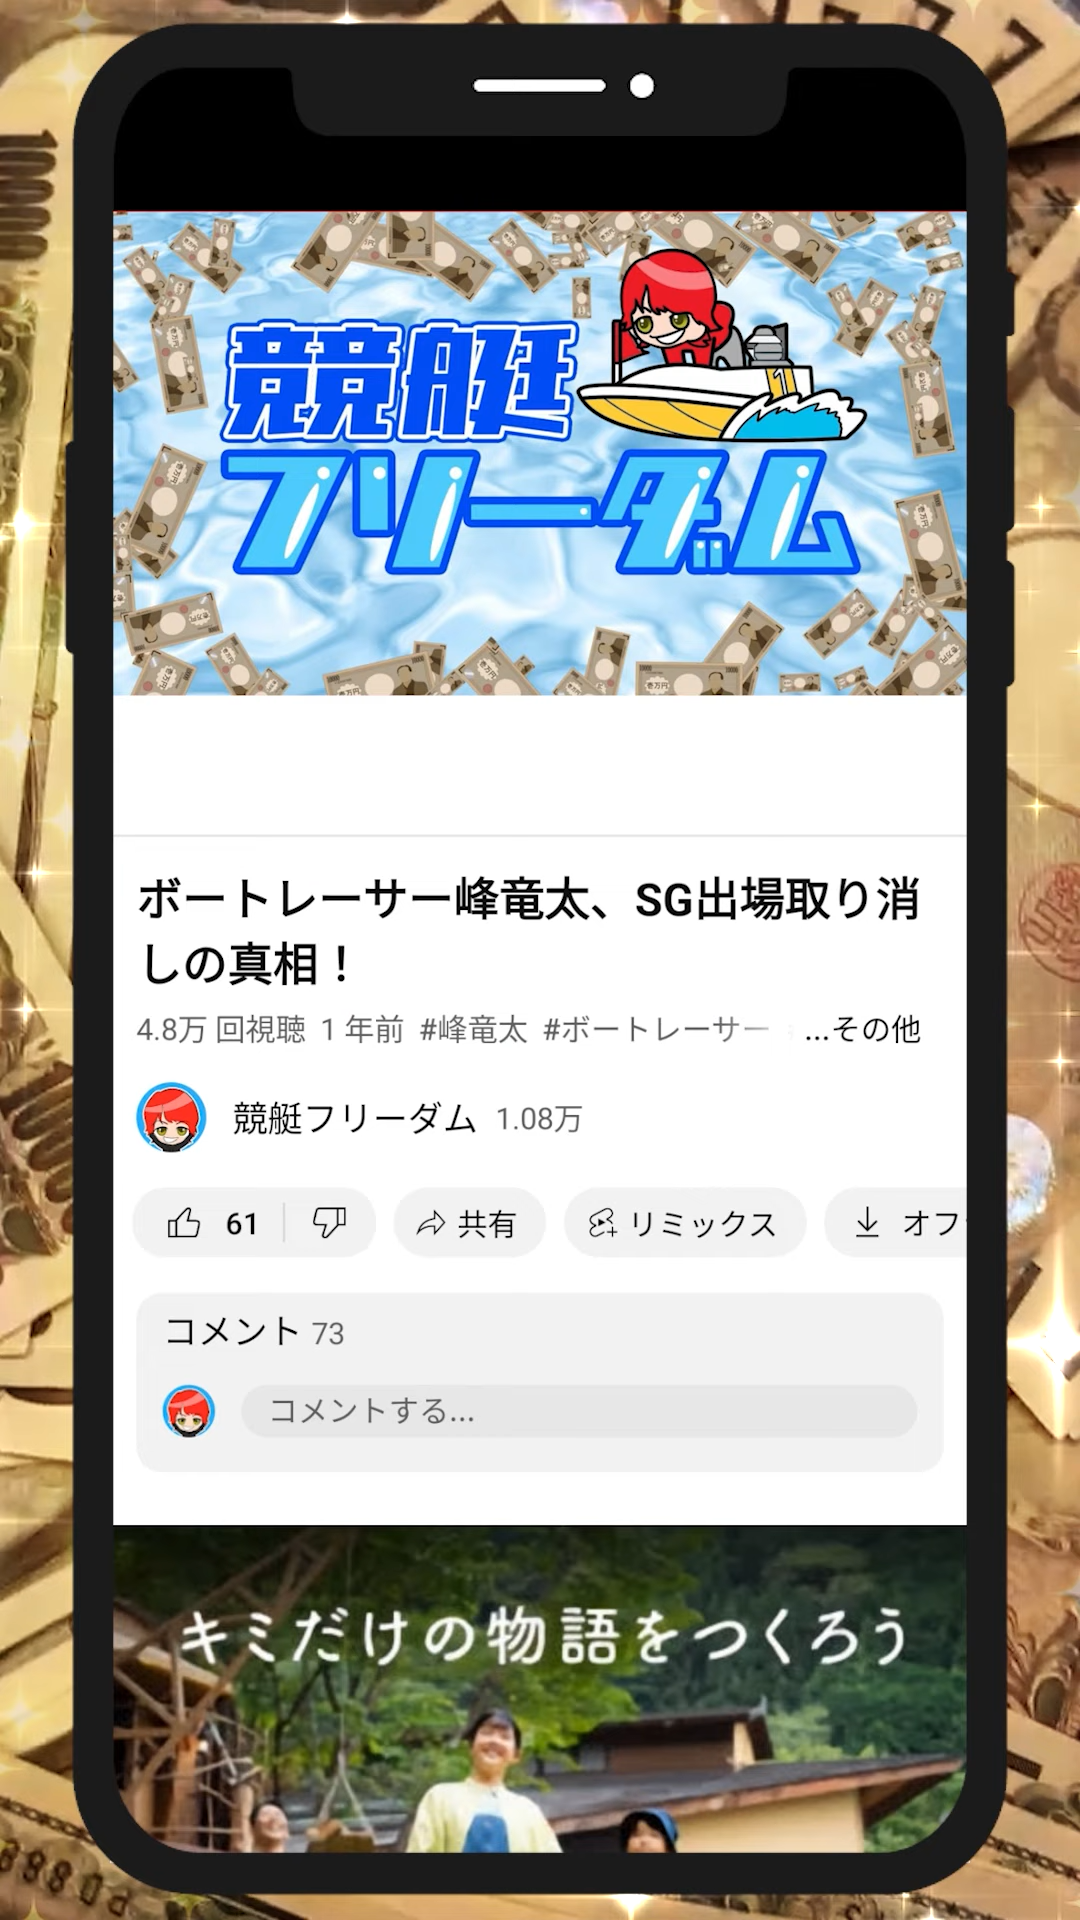 競艇
フリーダム
ボートレーサー峰竜太、SG出場取り消
しの真相！
4.8万 回視聴 1 年前 #峰竜太 #ボートレーサー ...その他
競艇フリーダム 1.08万
61 共有 リミックス オフ
コメント 73
コメントする...
キミだけの物語をつくろう